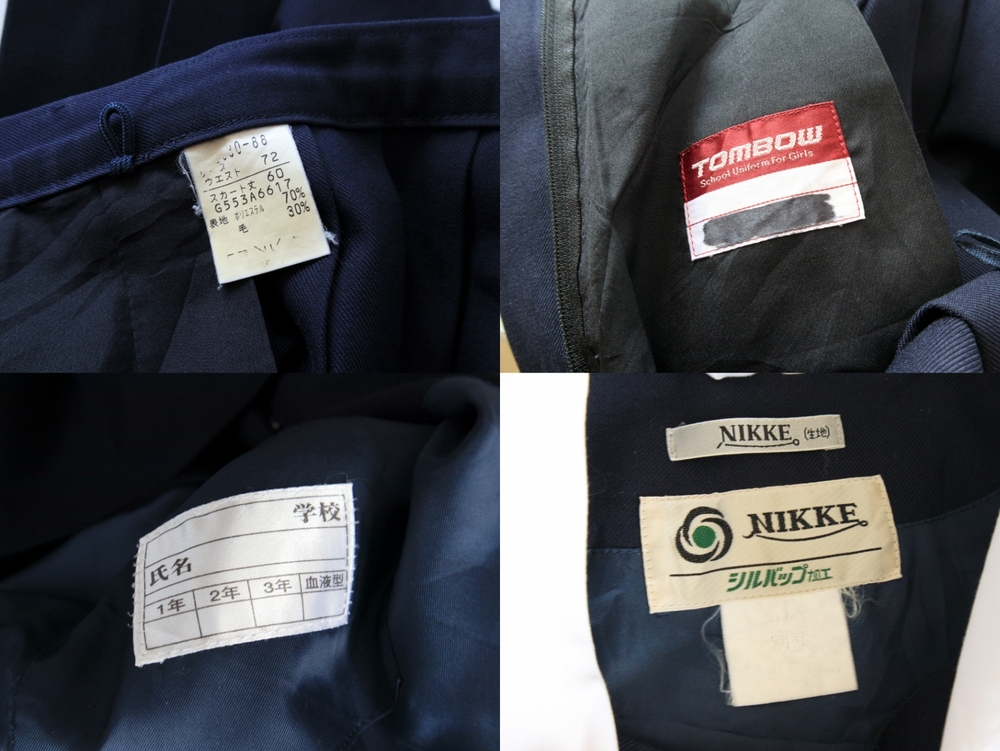 ウエスト 72
スカート丈 60
G553A6617
表地 ポリエステル 70%
毛 30%
TOMBOW
School Uniform For Girls
学校
氏名
1年 2年 3年 血液型
NIKKE (生地)
NIKKE
シルバップ加工